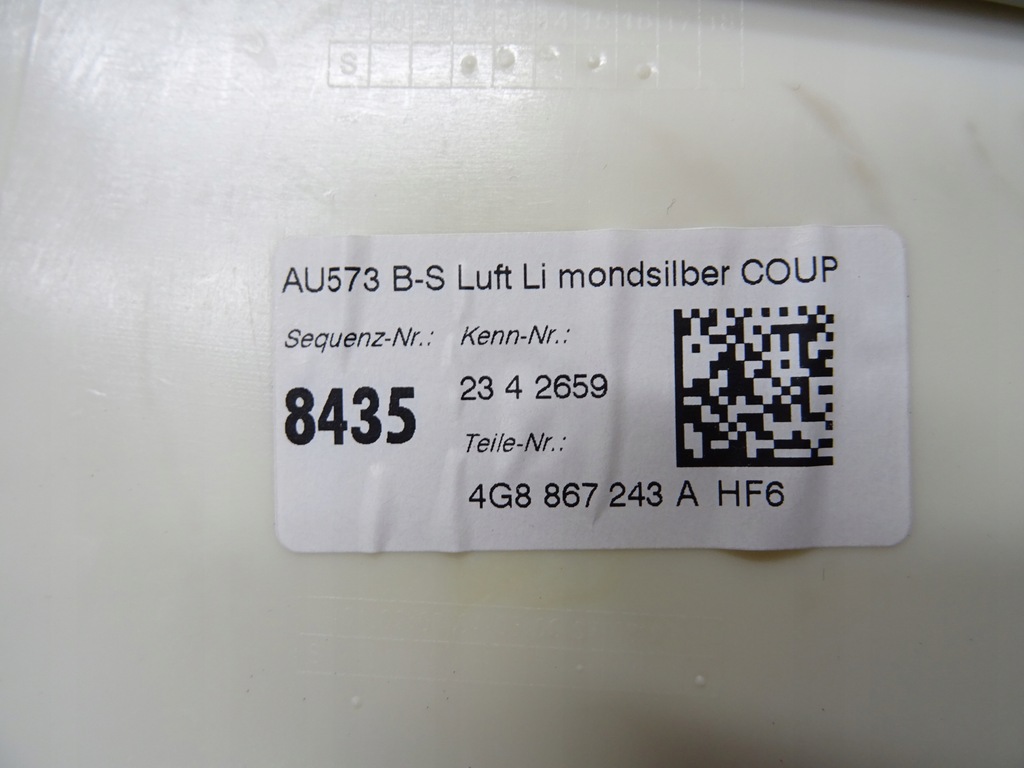 S
AU573 B-S Luft Li mondsilber COUP
Sequenz-Nr.: Kenn-Nr.:
8435 23 4 2659
Teile-Nr.:
4G8 867 243 A HF6